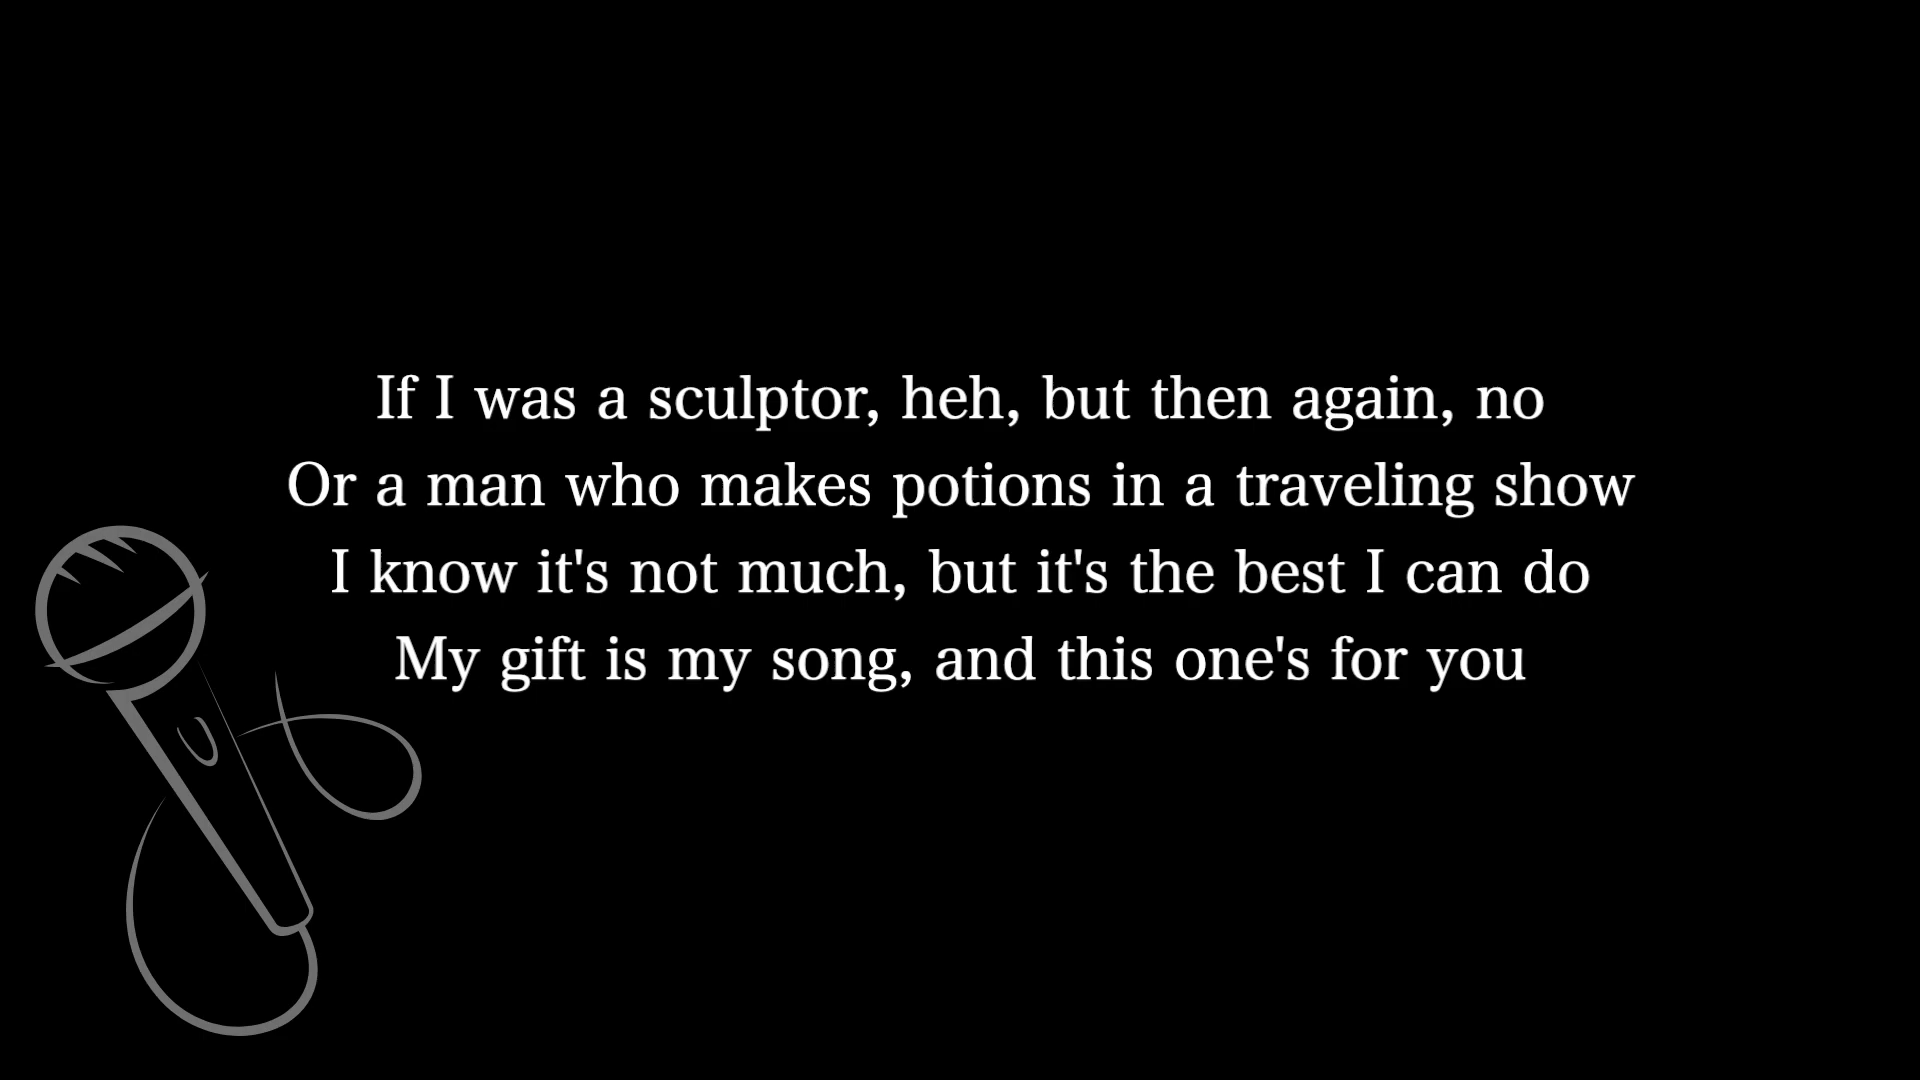 If I was a sculptor, heh, but then again, no
Or a man who makes potions in a traveling show
I know it's not much, but it's the best I can do
My gift is my song, and this one's for you